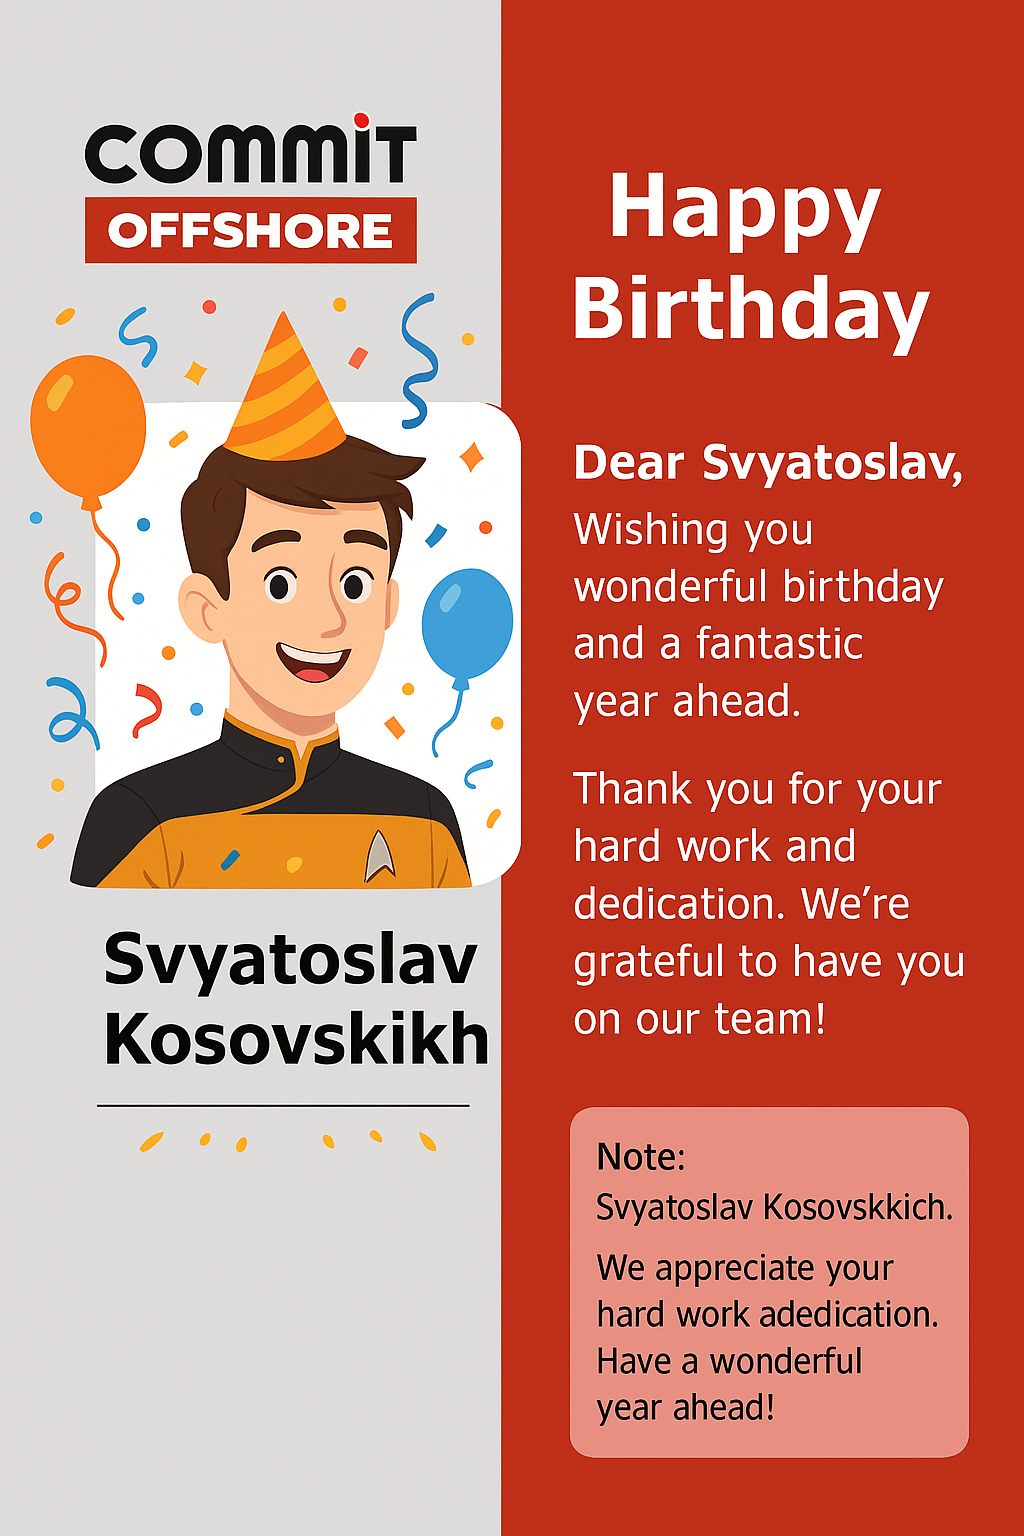 commiT
OFFSHORE
Svyatoslav
Kosovskikh
Happy
Birthday
Dear Svyatoslav,
Wishing you
wonderful birthday
and a fantastic
year ahead.
Thank you for your
hard work and
dedication. We’re
grateful to have you
on our team!
Note:
Svyatoslav Kosovskkich.
We appreciate your
hard work adedication.
Have a wonderful
year ahead!